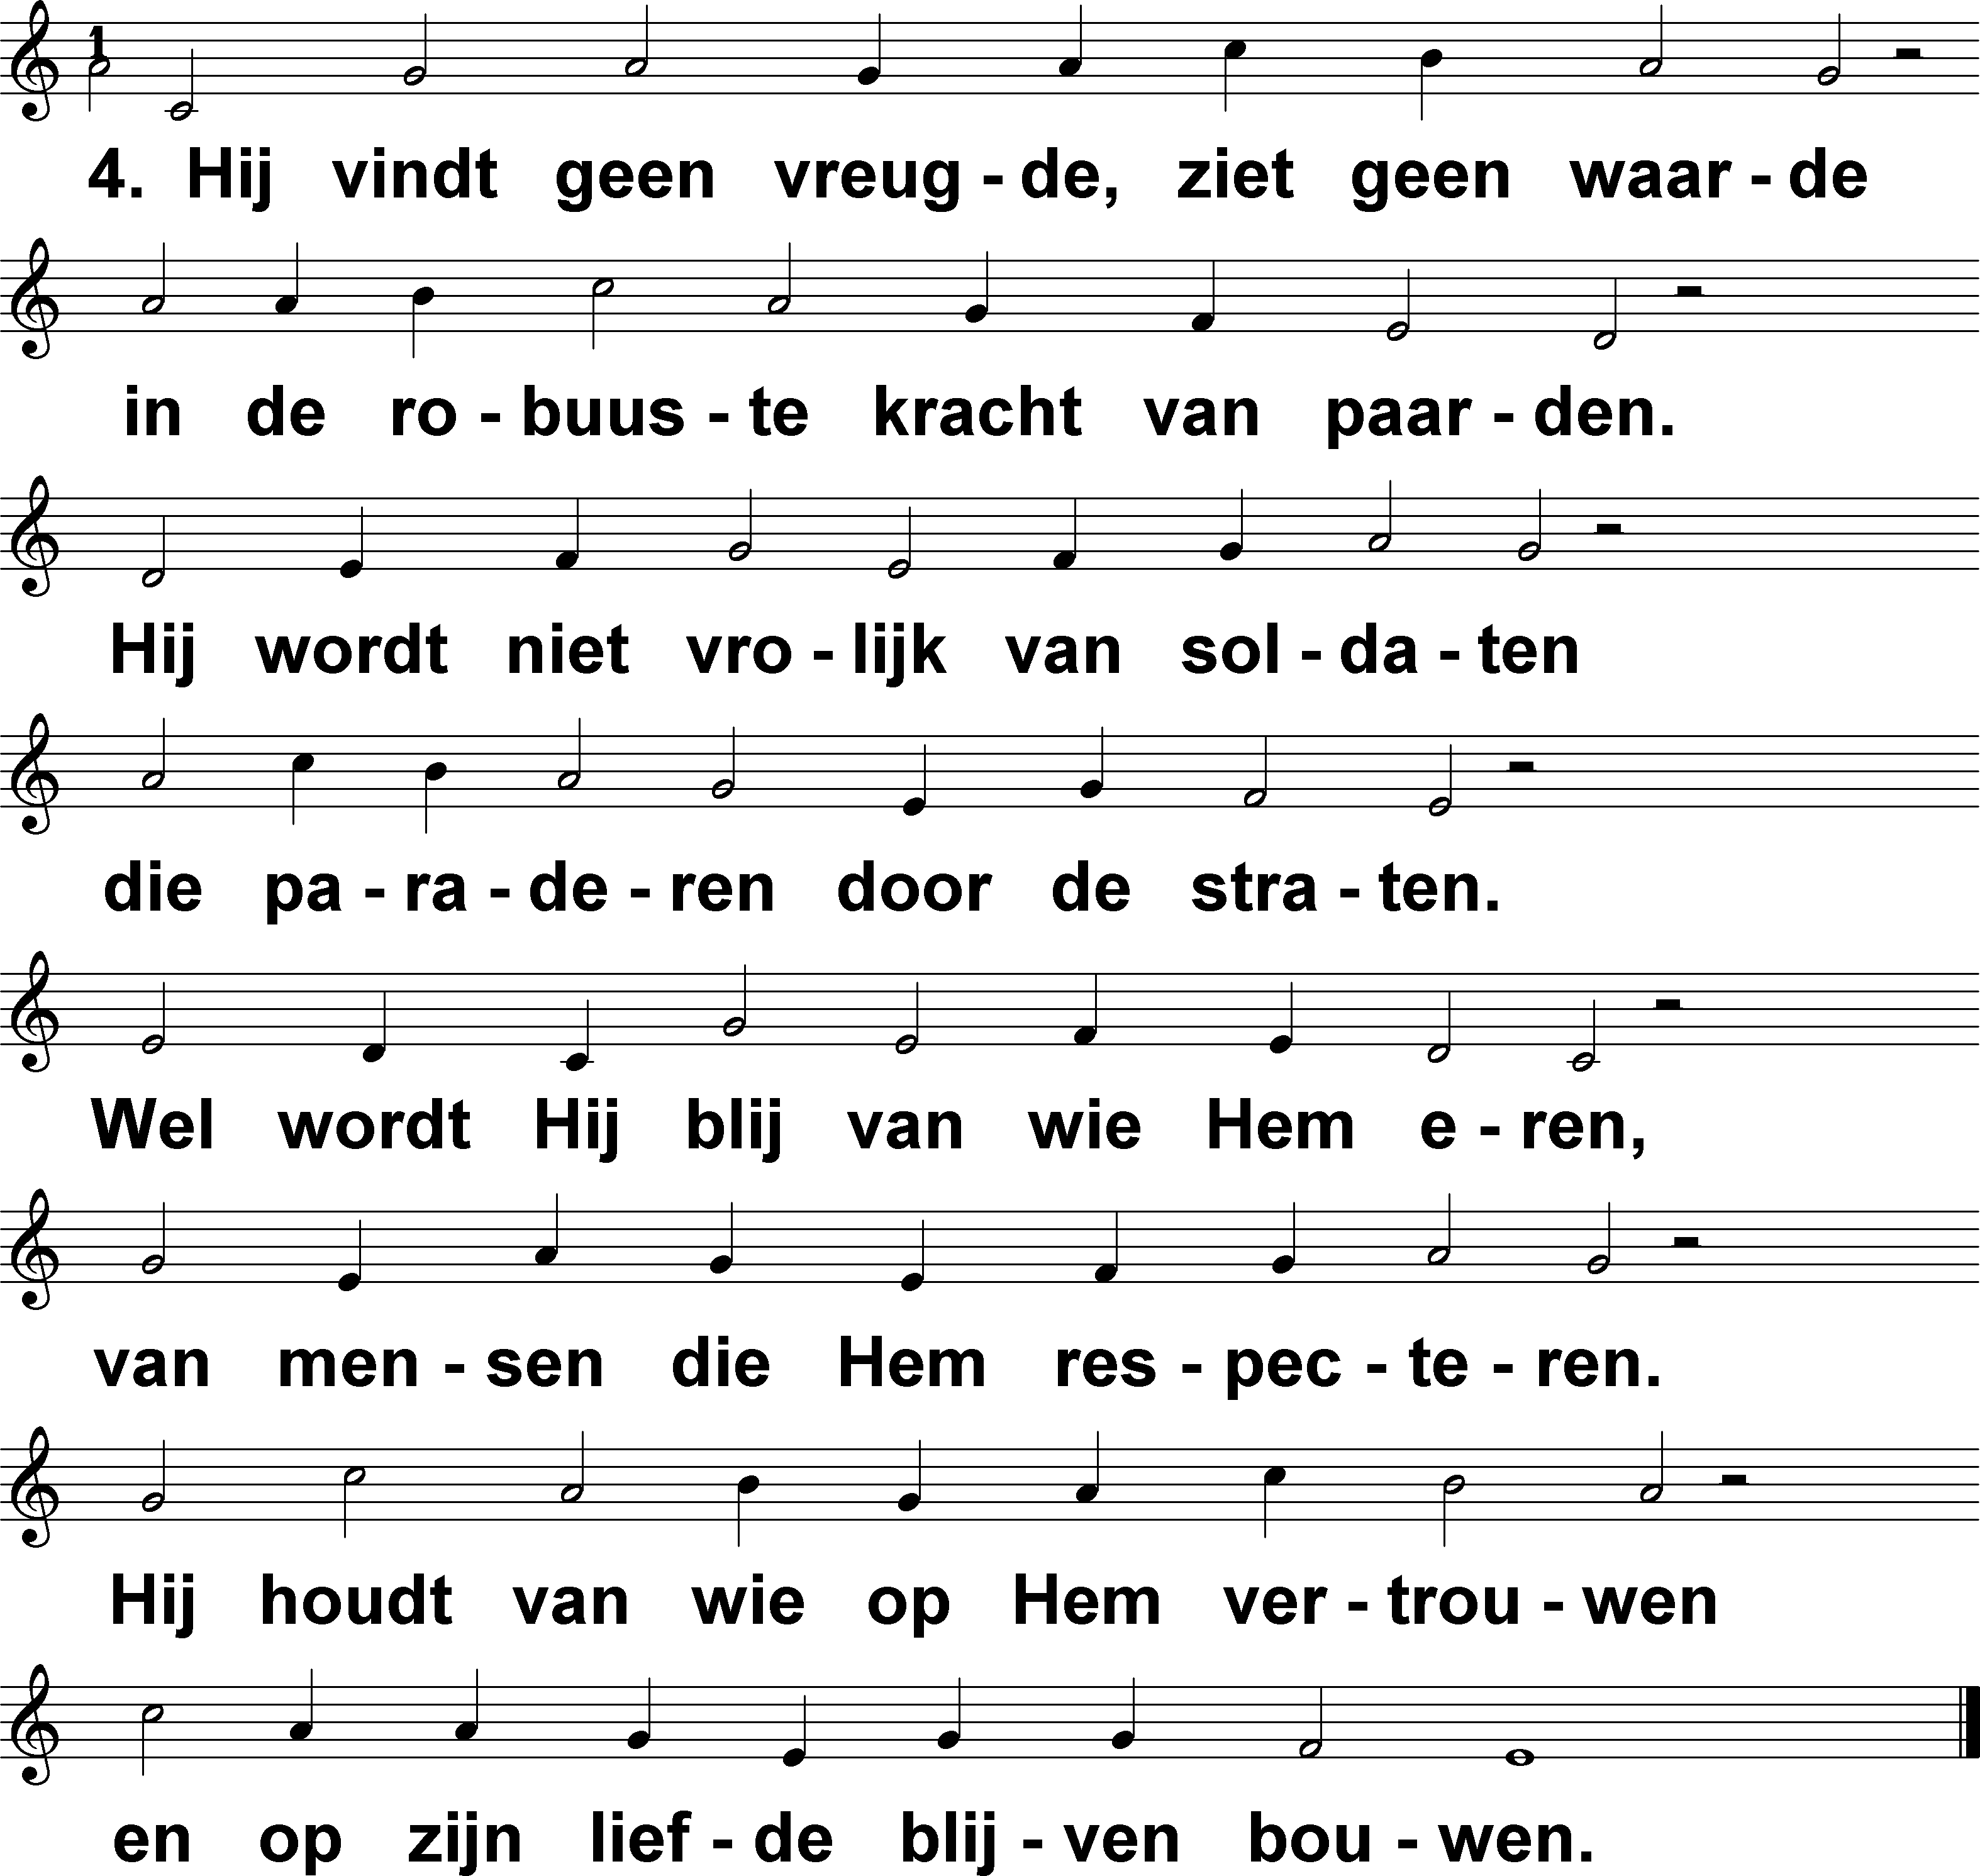 1
4. Hij vindt geen vreug - de, ziet geen waar - de
in de ro - buus - te kracht van paar - den.
Hij wordt niet vro - lijk van sol - da - ten
die pa - ra - de - ren door de stra - ten.
Wel wordt Hij blij van wie Hem e - ren,
van men - sen die Hem res - pec - te - ren.
Hij houdt van wie op Hem ver - trou - wen
en op zijn lief - de blij - ven bou - wen.